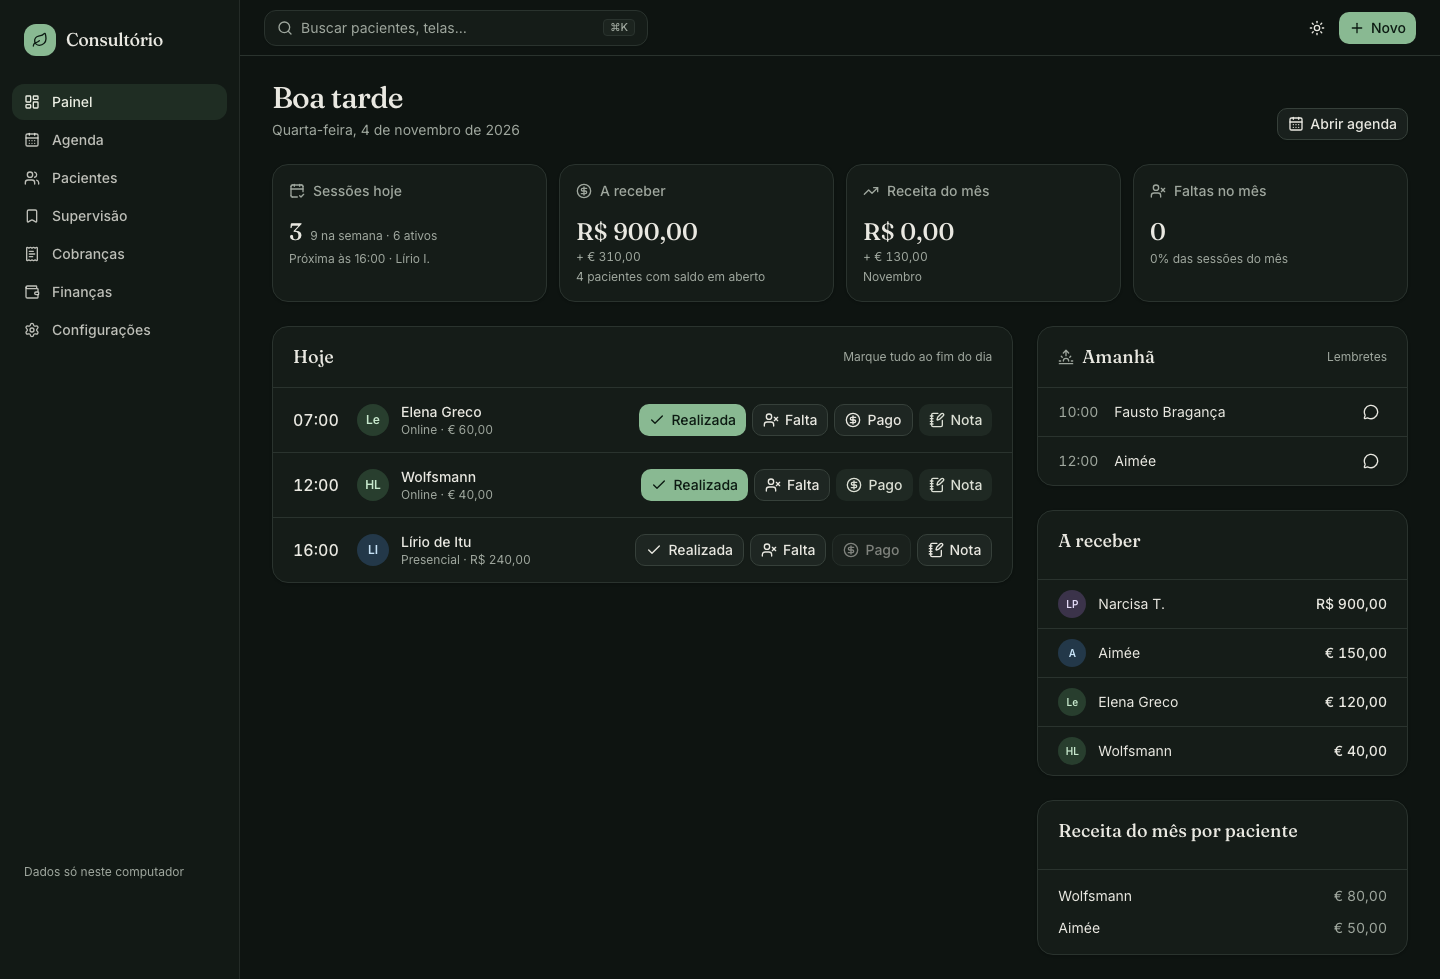 Consultório
Painel
Agenda
Pacientes
Supervisão
Cobranças
Finanças
Configurações
Dados só neste computador
Buscar pacientes, telas...
⌘K
Novo
Boa tarde
Quarta-feira, 4 de novembro de 2026
Abrir agenda
Sessões hoje
3 9 na semana · 6 ativos
Próxima às 16:00 · Lírio I.
A receber
R$ 900,00
+ € 310,00
4 pacientes com saldo em aberto
Receita do mês
R$ 0,00
+ € 130,00
Novembro
Faltas no mês
0
0% das sessões do mês
Hoje
Marque tudo ao fim do dia
07:00 Le Elena Greco Realizada Falta Pago Nota
Online · € 60,00
12:00 HL Wolfsmann Realizada Falta Pago Nota
Online · € 40,00
16:00 LI Lírio de Itu Realizada Falta Pago Nota
Presencial · R$ 240,00
Amanhã Lembretes
10:00 Fausto Bragança
12:00 Aimée
A receber
LP Narcisa T. R$ 900,00
A Aimée € 150,00
Le Elena Greco € 120,00
HL Wolfsmann € 40,00
Receita do mês por paciente
Wolfsmann € 80,00
Aimée € 50,00